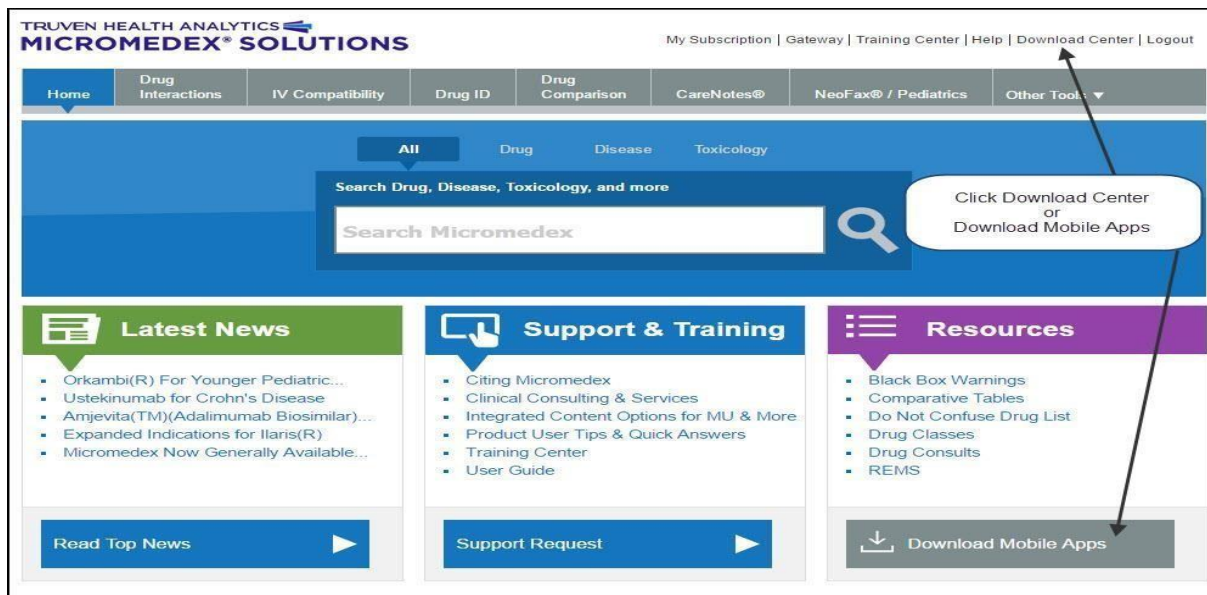 TRUVEN HEALTH ANALYTICS
MICROMEDEX® SOLUTIONS
My Subscription | Gateway | Training Center | Help | Download Center | Logout
Home
Drug
Interactions
IV Compatibility
Drug ID
Drug
Comparison
CareNotes®
NeoFax® / Pediatrics
Other Tools ▼
All Drug Disease Toxicology
Search Drug, Disease, Toxicology, and more
Search Micromedex
Click Download Center
or
Download Mobile Apps
Latest News
Orkambi(R) For Younger Pediatric...
Ustekinumab for Crohn's Disease
Amjevita(TM)(Adalimumab Biosimilar)...
Expanded Indications for Ilaris(R)
Micromedex Now Generally Available...
Read Top News
Support & Training
Citing Micromedex
Clinical Consulting & Services
Integrated Content Options for MU & More
Product User Tips & Quick Answers
Training Center
User Guide
Support Request
Resources
Black Box Warnings
Comparative Tables
Do Not Confuse Drug List
Drug Classes
Drug Consults
REMS
Download Mobile Apps